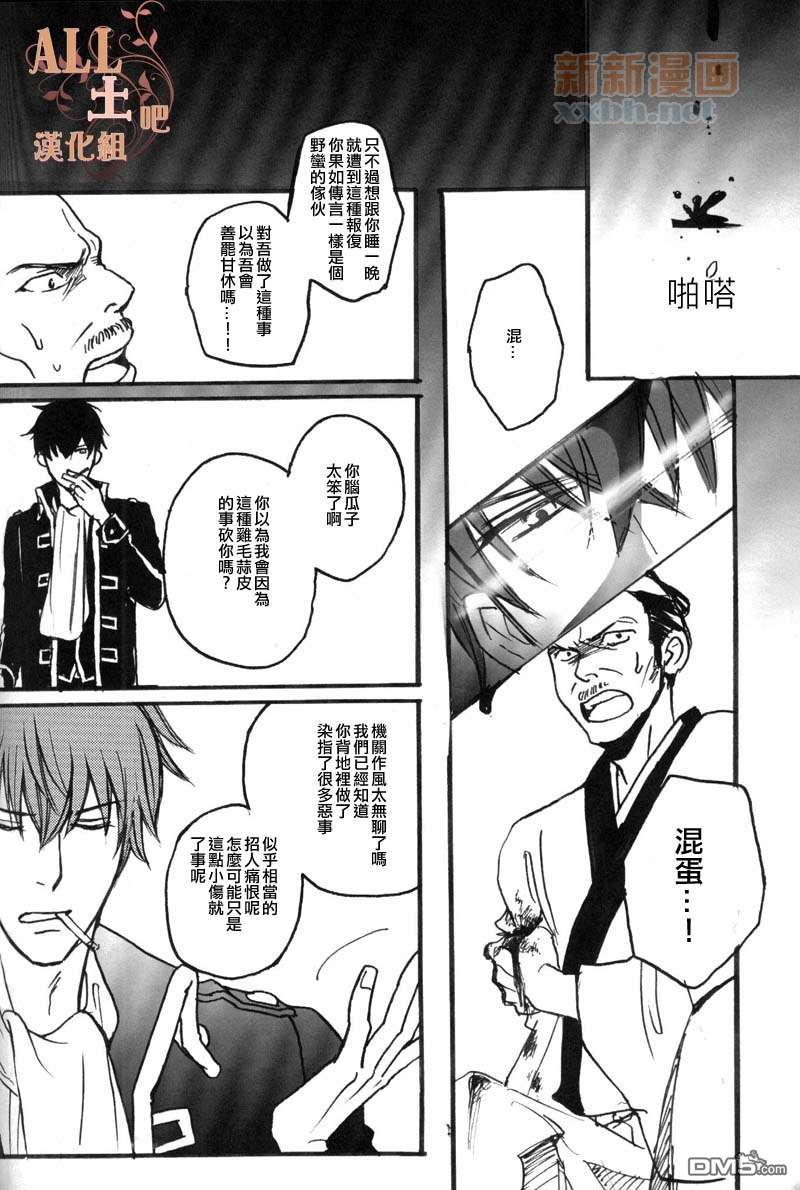 ALL
土
吧
漢化組
新新漫画
xxbh.net
啪嗒
混…
混蛋…!
只不過想跟你睡一晚
就遭到這種報復
你果如傳言一樣是個
野蠻的傢伙
對吾做了這種事
以為吾會
善罷甘休嗎…!!
你腦瓜子
太笨了啊
你以為我會因為
這種雞毛蒜皮
的事砍你嗎?
機關作風太無聊了嗎
我們已經知道
你背地裡做了
染指了很多惡事
似乎相當的
招人痛恨呢
怎麼可能只是
這點小傷就
了事呢
DM5.com